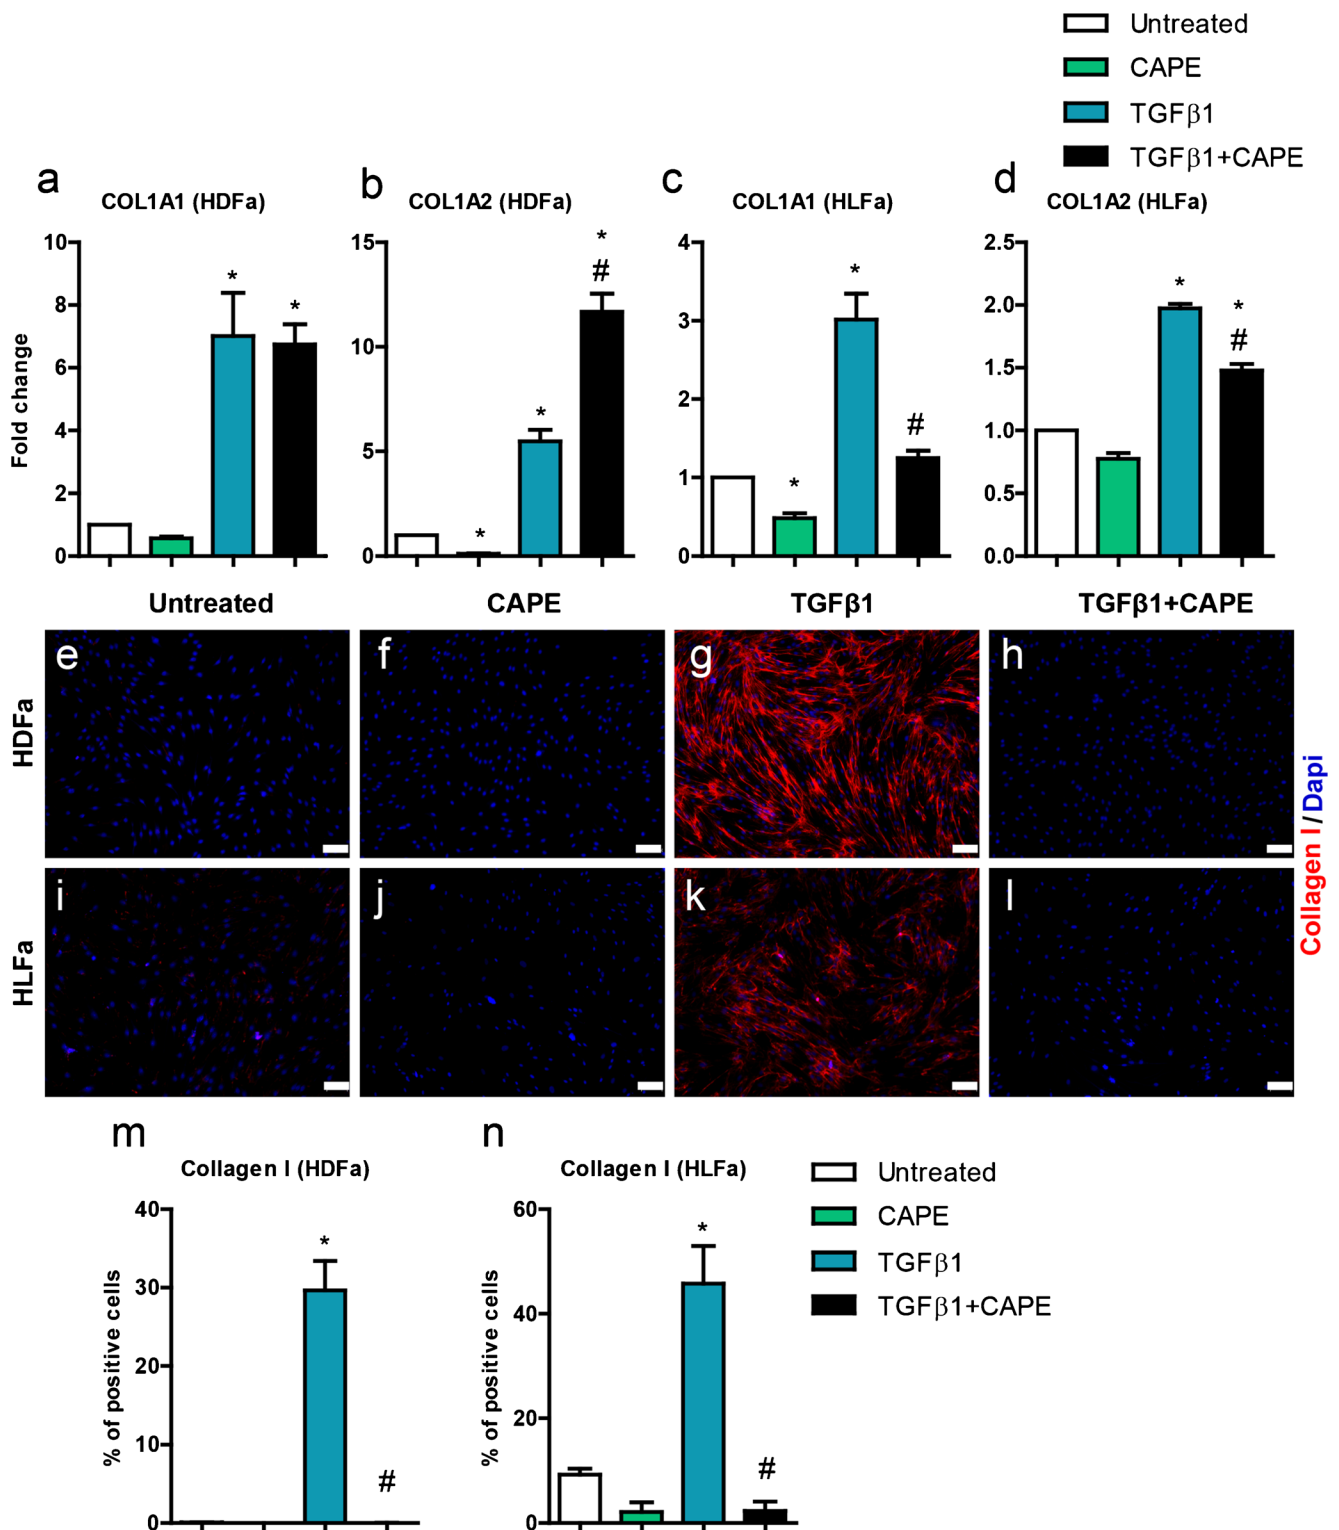 Untreated
CAPE
TGFβ1
TGFβ1+CAPE
a
b
c
d
COL1A1 (HDFa)
COL1A2 (HDFa)
COL1A1 (HLFa)
COL1A2 (HLFa)
Fold change
10
8
6
4
2
0
*
*
15
10
5
0
*
*
*
#
4
3
2
1
0
*
*
#
2.5
2.0
1.5
1.0
0.5
0.0
*
*
#
Untreated
CAPE
TGFβ1
TGFβ1+CAPE
HDFa
e
f
g
h
HLFa
i
j
k
l
Collagen I/Dapi
m
n
Collagen I (HDFa)
Collagen I (HLFa)
% of positive cells
40
30
20
10
0
*
#
% of positive cells
60
40
20
0
*
#
Untreated
CAPE
TGFβ1
TGFβ1+CAPE